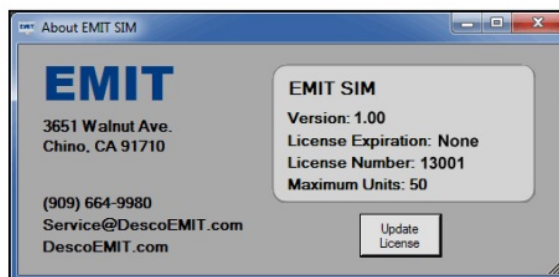 EMIT About EMIT SIM
EMIT
3651 Walnut Ave.
Chino, CA 91710
(909) 664-9980
Service@DescoEMIT.com
DescoEMIT.com
EMIT SIM
Version: 1.00
License Expiration: None
License Number: 13001
Maximum Units: 50
Update
License